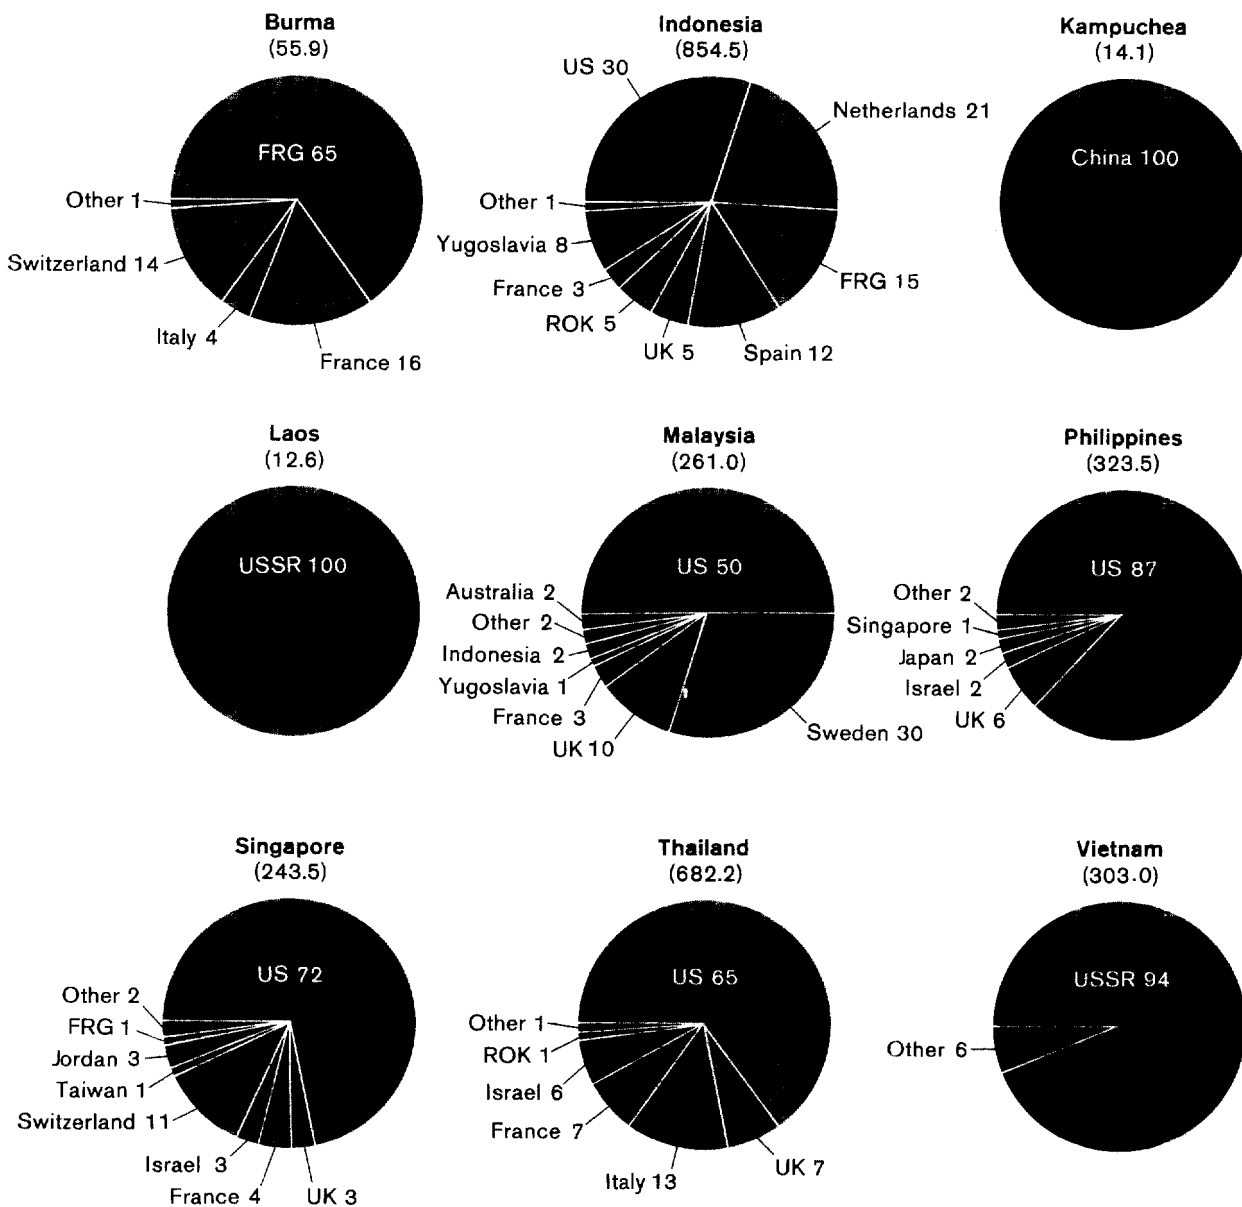 Burma
(55.9)
FRG 65
Other 1
Switzerland 14
Italy 4
France 16
Indonesia
(854.5)
US 30
Netherlands 21
Other 1
Yugoslavia 8
France 3
ROK 5
UK 5
Spain 12
FRG 15
Kampuchea
(14.1)
China 100
Laos
(12.6)
USSR 100
Malaysia
(261.0)
US 50
Australia 2
Other 2
Indonesia 2
Yugoslavia 1
France 3
UK 10
Sweden 30
Philippines
(323.5)
US 87
Other 2
Singapore 1
Japan 2
Israel 2
UK 6
Singapore
(243.5)
US 72
Other 2
FRG 1
Jordan 3
Taiwan 1
Switzerland 11
Israel 3
France 4
UK 3
Thailand
(682.2)
US 65
Other 1
ROK 1
Israel 6
France 7
Italy 13
UK 7
Vietnam
(303.0)
USSR 94
Other 6